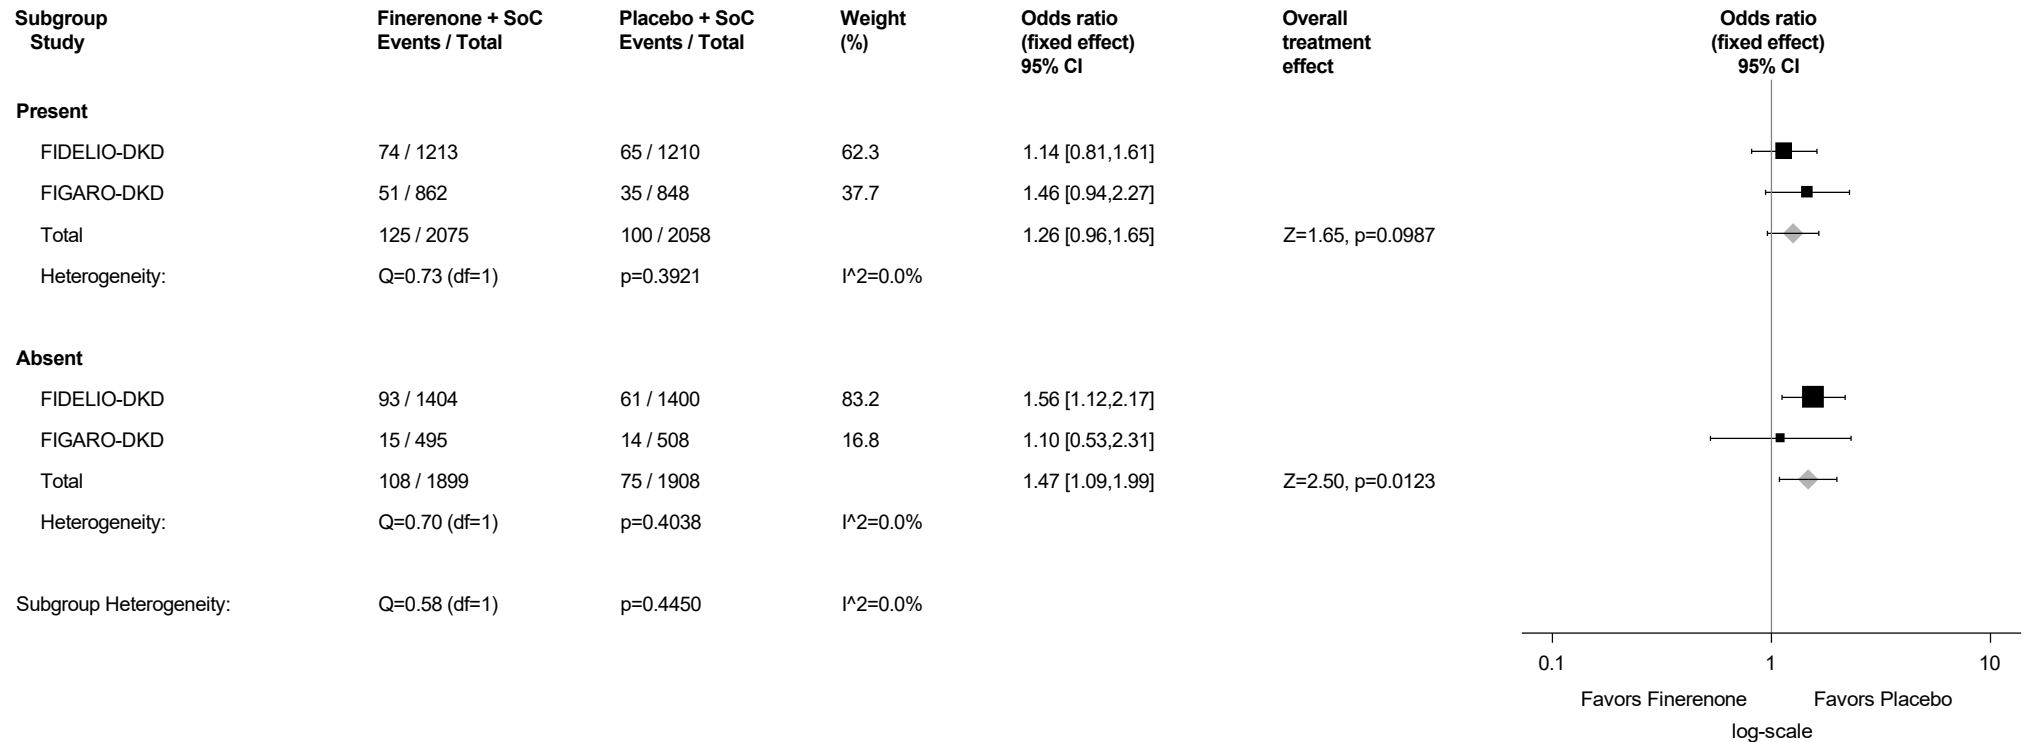 Subgroup Finerenone + SoC Placebo + SoC Weight Odds ratio Overall Odds ratio
Study Events / Total Events / Total (%) (fixed effect) treatment (fixed effect)
95% CI effect 95% CI
Present
FIDELIO-DKD 74 / 1213 65 / 1210 62.3 1.14 [0.81,1.61]
FIGARO-DKD 51 / 862 35 / 848 37.7 1.46 [0.94,2.27]
Total 125 / 2075 100 / 2058 1.26 [0.96,1.65] Z=1.65, p=0.0987
Heterogeneity: Q=0.73 (df=1) p=0.3921 I^2=0.0%
Absent
FIDELIO-DKD 93 / 1404 61 / 1400 83.2 1.56 [1.12,2.17]
FIGARO-DKD 15 / 495 14 / 508 16.8 1.10 [0.53,2.31]
Total 108 / 1899 75 / 1908 1.47 [1.09,1.99] Z=2.50, p=0.0123
Heterogeneity: Q=0.70 (df=1) p=0.4038 I^2=0.0%
Subgroup Heterogeneity: Q=0.58 (df=1) p=0.4450 I^2=0.0%
0.1 1 10
Favors Finerenone Favors Placebo
log-scale